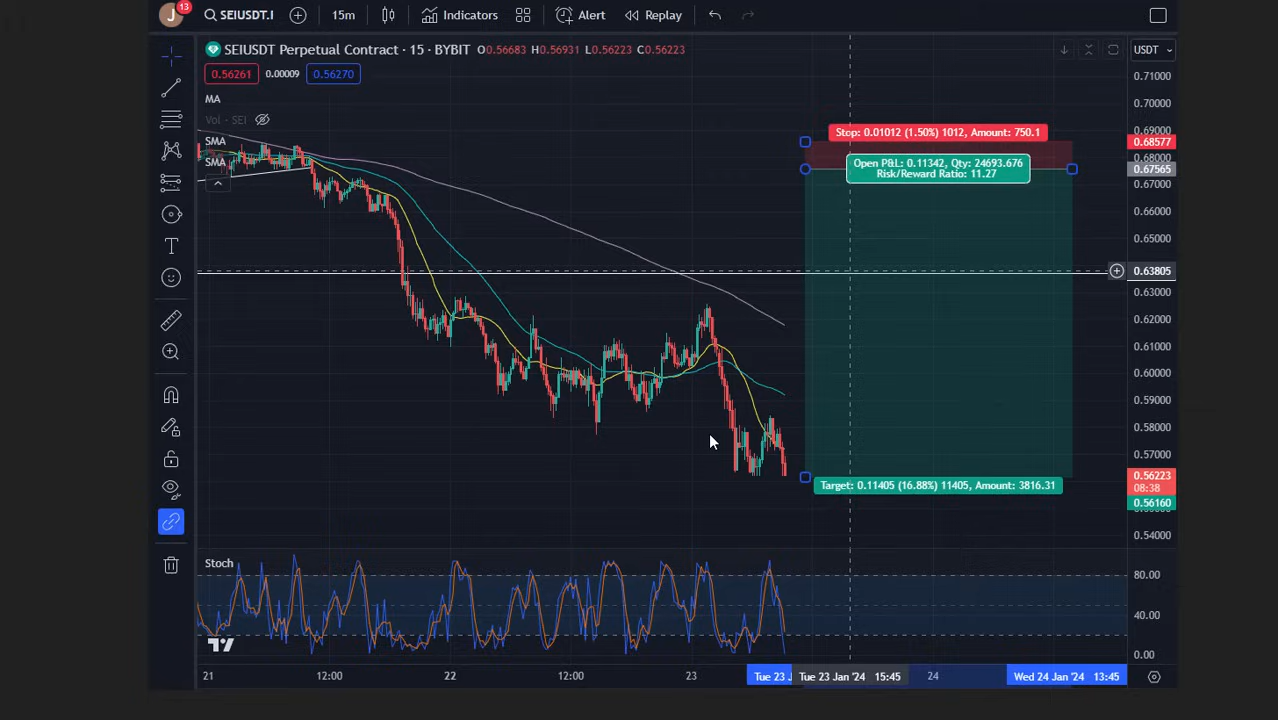 J
13
SEIUSDT.I
15m
Indicators
Alert
Replay
SEIUSDT Perpetual Contract · 15 · BYBIT O0.56683 H0.56931 L0.56223 C0.56223
USDT
0.56261 0.00009 0.56270
MA
Vol · SEI
SMA
SMA
0.71000
0.70000
0.69000
0.68577
0.68000
0.67565
0.67000
0.66000
0.65000
0.63805
0.63000
0.62000
0.61000
0.60000
0.59000
0.58000
0.57000
0.56223
08:38
0.56160
0.54000
Stop: 0.01012 (1.50%) 1012, Amount: 750.1
Open P&L: 0.11342, Qty: 24693.676
Risk/Reward Ratio: 11.27
Target: 0.11405 (16.88%) 11405, Amount: 3816.31
Stoch
80.00
40.00
0.00
21 12:00 22 12:00 23 Tue 23 J Tue 23 Jan '24 15:45 24 Wed 24 Jan '24 13:45